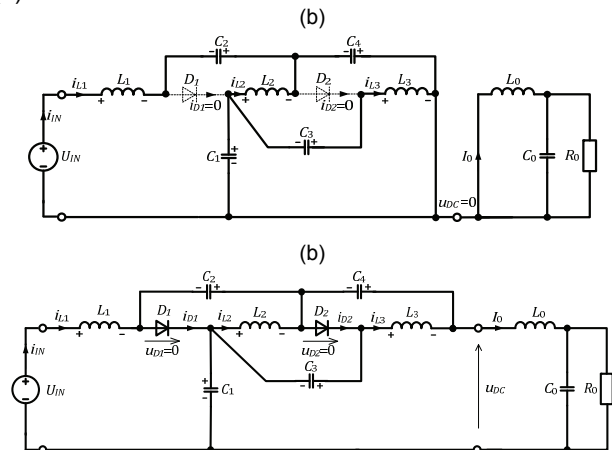 (b)
C2
C4
iL1
L1
D1
iL2
L2
D2
iL3
L3
L0
+ -
iD1=0
iD2=0
iIN
C1
C3
UIN
I0
C0
R0
uDC=0
(b)
C2
C4
iL1
L1
D1
iD1
iL2
L2
D2
iD2
iL3
L3
I0
L0
uD1=0
uD2=0
iIN
C3
UIN
C1
uDC
C0
R0